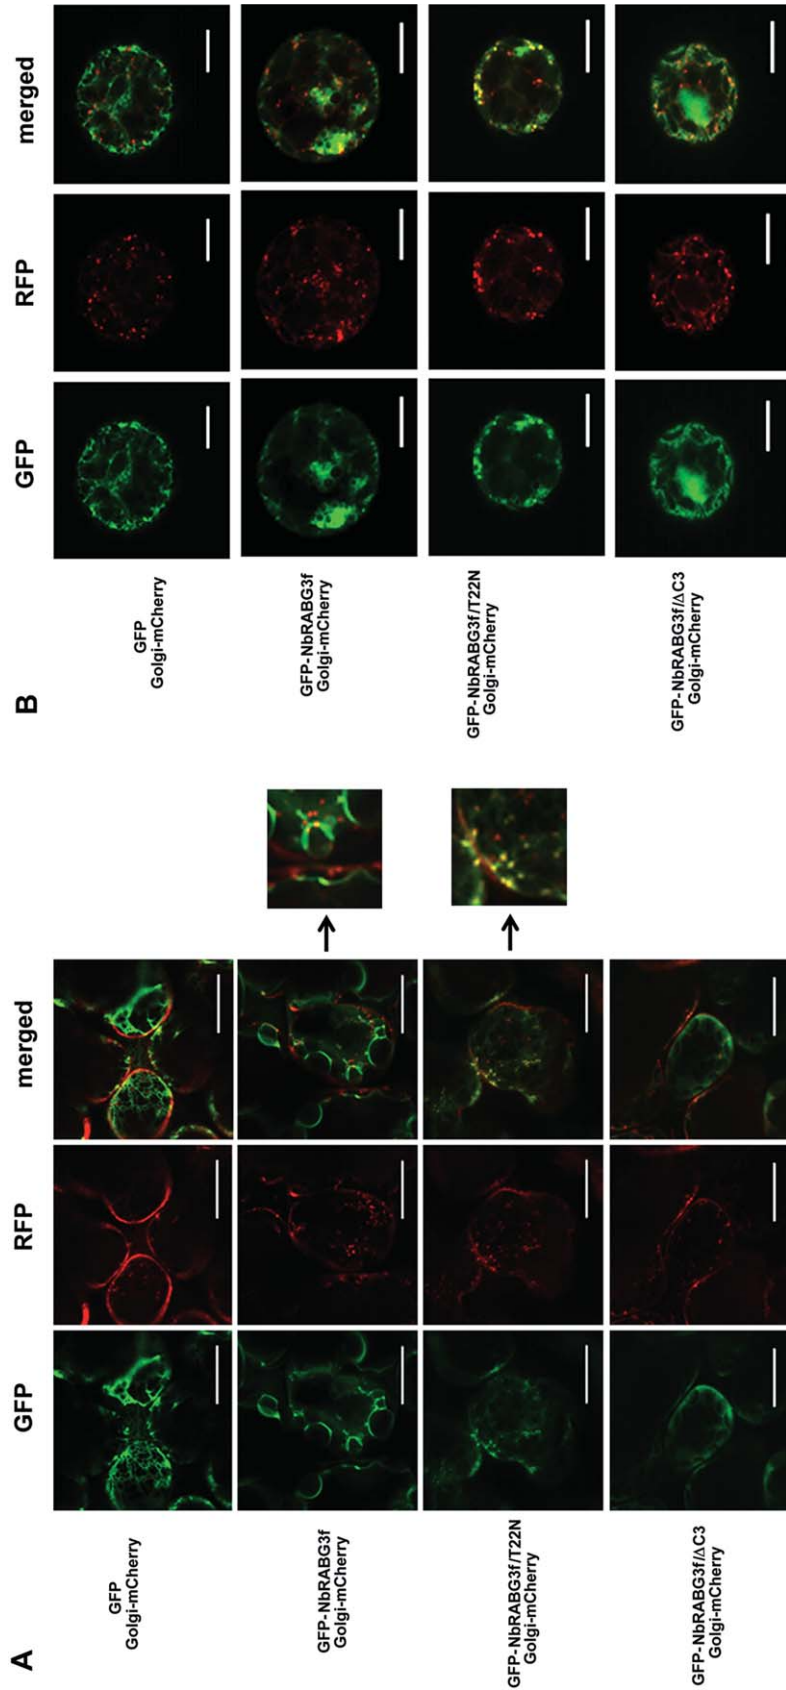 A
GFP
RFP
merged
GFP
Golgi-mCherry
GFP-NbRABG3f
Golgi-mCherry
GFP-NbRABG3f/T22N
Golgi-mCherry
GFP-NbRABG3f/ΔC3
Golgi-mCherry
B
GFP
RFP
merged
GFP
Golgi-mCherry
GFP-NbRABG3f
Golgi-mCherry
GFP-NbRABG3f/T22N
Golgi-mCherry
GFP-NbRABG3f/ΔC3
Golgi-mCherry